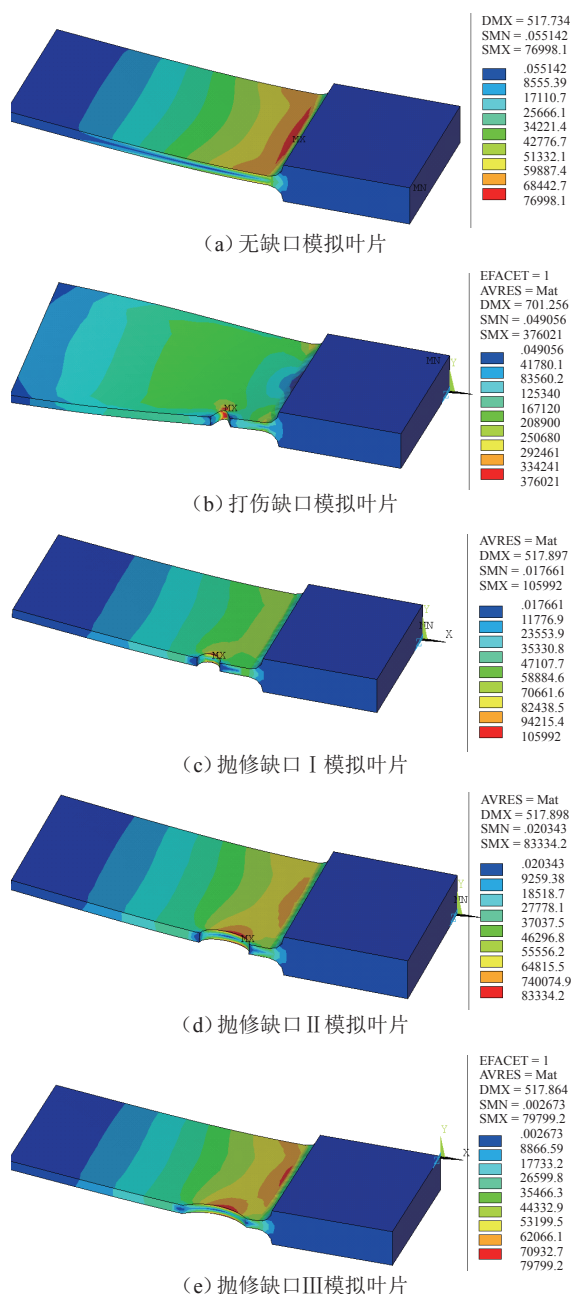 DMX = 517.734
SMN = .055142
SMX = 76998.1
.055142
8555.39
17110.7
25666.1
34221.4
42776.7
51332.1
59887.4
68442.7
76998.1
MX
MN
(a)无缺口模拟叶片
EFACET = 1
AVRES = Mat
DMX = 701.256
SMN = .049056
SMX = 376021
.049056
41780.1
83560.2
125340
167120
208900
250680
292461
334241
376021
MN
Y
MX
(b)打伤缺口模拟叶片
AVRES = Mat
DMX = 517.897
SMN = .017661
SMX = 105992
.017661
11776.9
23553.9
35330.8
47107.7
58884.6
70661.6
82438.5
94215.4
105992
Y
X
MX
(c)抛修缺口Ⅰ模拟叶片
AVRES = Mat
DMX = 517.898
SMN = .020343
SMX = 83334.2
.020343
9259.38
18518.7
27778.1
37037.5
46296.8
55556.2
64815.5
740074.9
83334.2
Y
X
MX
(d)抛修缺口Ⅱ模拟叶片
EFACET = 1
AVRES = Mat
DMX = 517.864
SMN = .002673
SMX = 79799.2
.002673
8866.59
17733.2
26599.8
35466.3
44332.9
53199.5
62066.1
70932.7
79799.2
Y
X
(e)抛修缺口Ⅲ模拟叶片